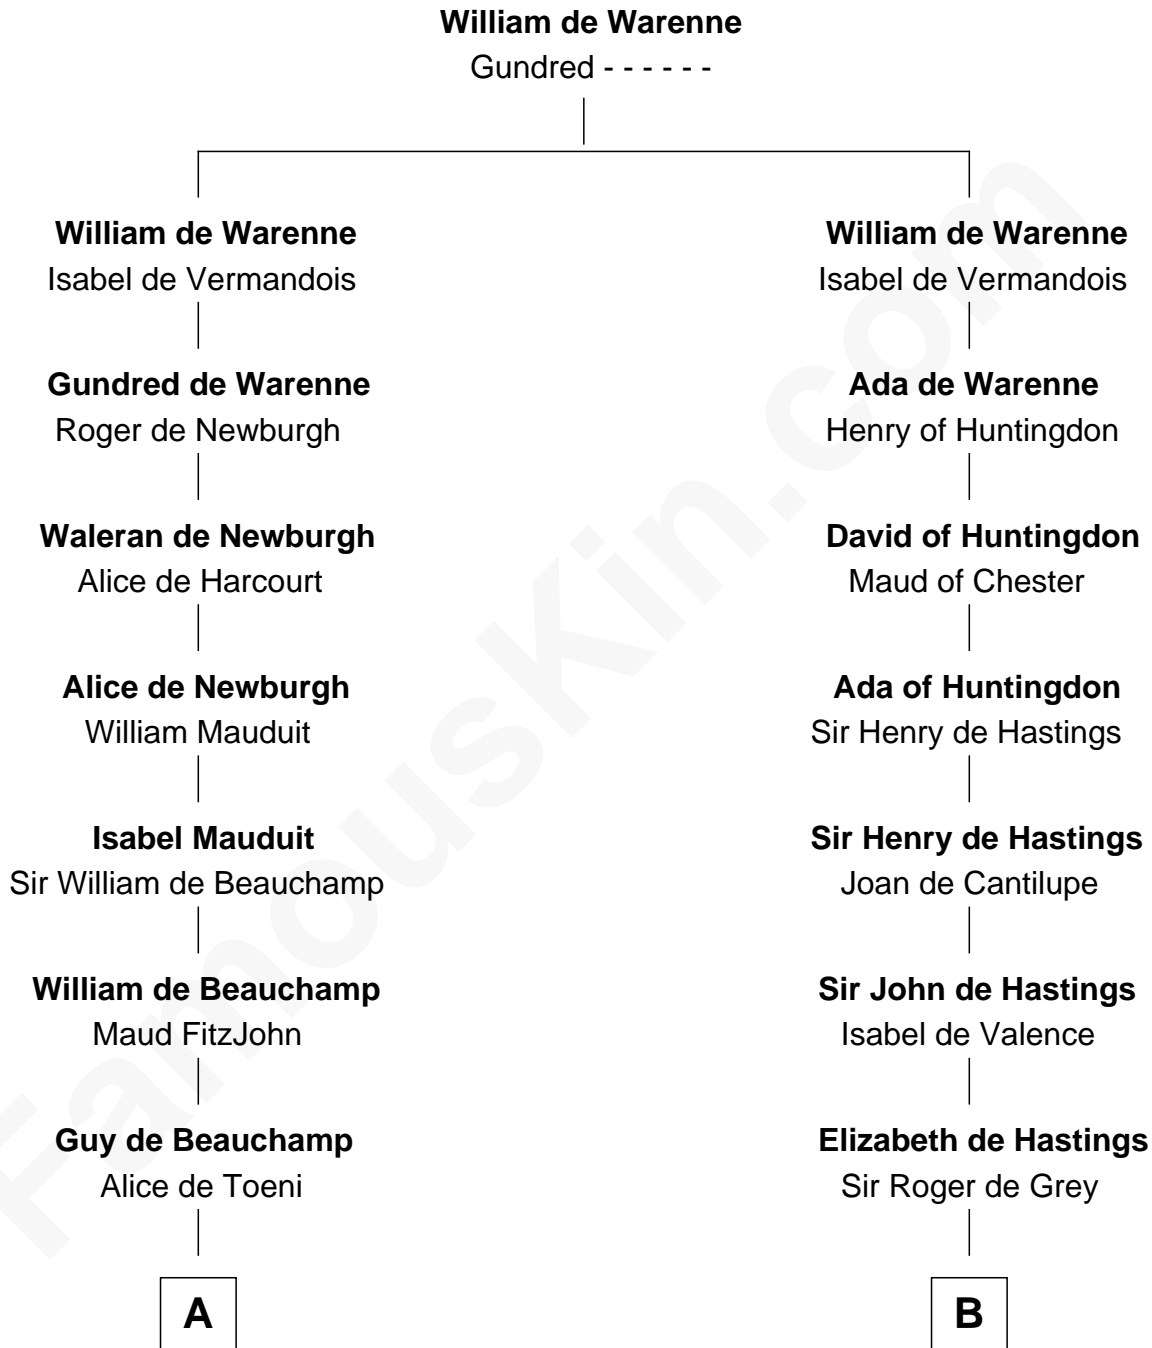 William de Warenne
Gundred - - - - - -
William de Warenne
Isabel de Vermandois
Gundred de Warenne
Roger de Newburgh
Waleran de Newburgh
Alice de Harcourt
Alice de Newburgh
William Mauduit
Isabel Mauduit
Sir William de Beauchamp
William de Beauchamp
Maud FitzJohn
Guy de Beauchamp
Alice de Toeni
A
William de Warenne
Isabel de Vermandois
Ada de Warenne
Henry of Huntingdon
David of Huntingdon
Maud of Chester
Ada of Huntingdon
Sir Henry de Hastings
Sir Henry de Hastings
Joan de Cantilupe
Sir John de Hastings
Isabel de Valence
Elizabeth de Hastings
Sir Roger de Grey
B
FamousKin.com